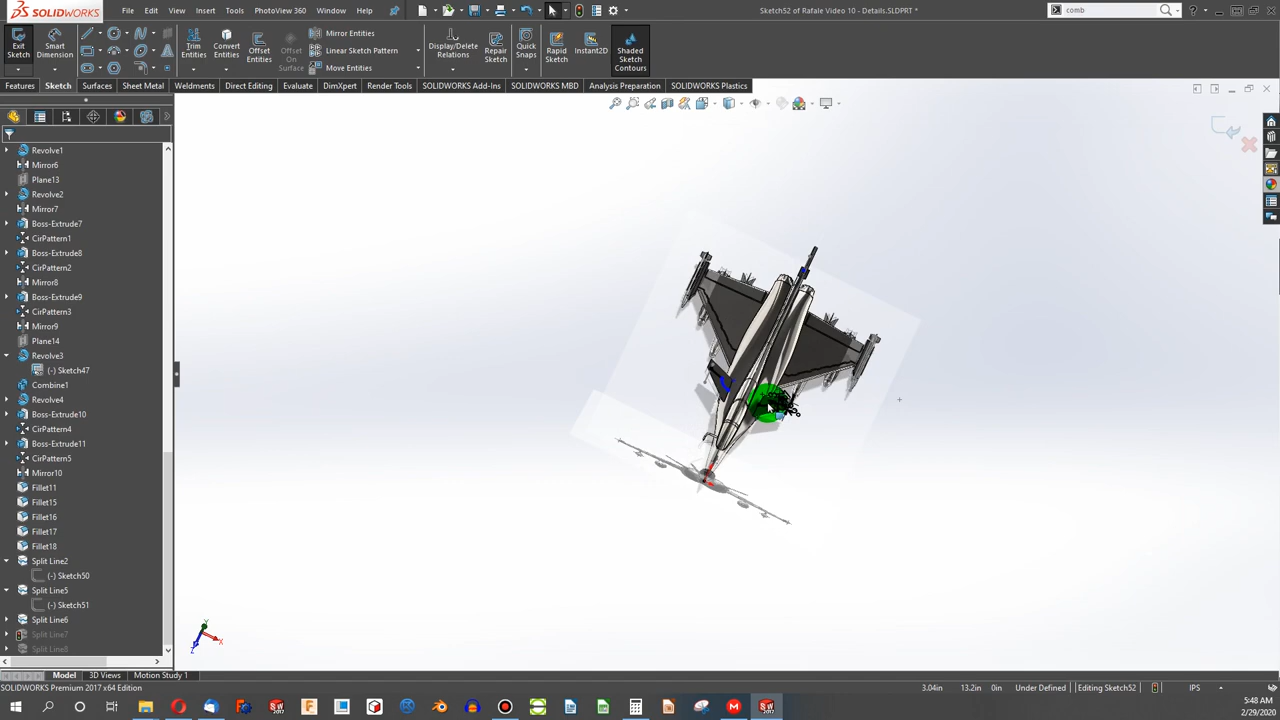 SOLIDWORKS
File
Edit
View
Insert
Tools
PhotoView 360
Window
Help
Sketch52 of Rafale Video 10 - Details.SLDPRT *
comb
Exit Sketch
Smart Dimension
Trim Entities
Convert Entities
Offset Entities
Offset On Surface
Mirror Entities
Linear Sketch Pattern
Move Entities
Display/Delete Relations
Repair Sketch
Quick Snaps
Rapid Sketch
Instant2D
Shaded Sketch Contours
Features
Sketch
Surfaces
Sheet Metal
Weldments
Direct Editing
Evaluate
DimXpert
Render Tools
SOLIDWORKS Add-Ins
SOLIDWORKS MBD
Analysis Preparation
SOLIDWORKS Plastics
Revolve1
Mirror6
Plane13
Revolve2
Mirror7
Boss-Extrude7
CirPattern1
Boss-Extrude8
CirPattern2
Mirror8
Boss-Extrude9
CirPattern3
Mirror9
Plane14
Revolve3
(-) Sketch47
Combine1
Revolve4
Boss-Extrude10
CirPattern4
Boss-Extrude11
CirPattern5
Mirror10
Fillet11
Fillet15
Fillet16
Fillet17
Fillet18
Split Line2
(-) Sketch50
Split Line5
(-) Sketch51
Split Line6
Split Line7
Split Line8
Y
X
Z
Model
3D Views
Motion Study 1
SOLIDWORKS Premium 2017 x64 Edition
3.04in
13.2in
0in
Under Defined
Editing Sketch52
IPS
5:48 AM
2/29/2020